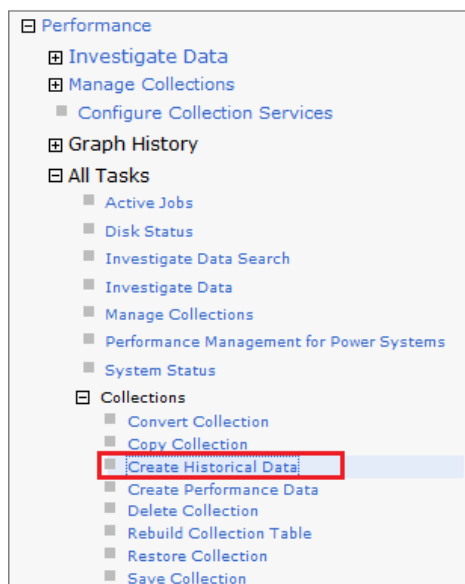 Performance
Investigate Data
Manage Collections
Configure Collection Services
Graph History
All Tasks
Active Jobs
Disk Status
Investigate Data Search
Investigate Data
Manage Collections
Performance Management for Power Systems
System Status
Collections
Convert Collection
Copy Collection
Create Historical Data
Create Performance Data
Delete Collection
Rebuild Collection Table
Restore Collection
Save Collection